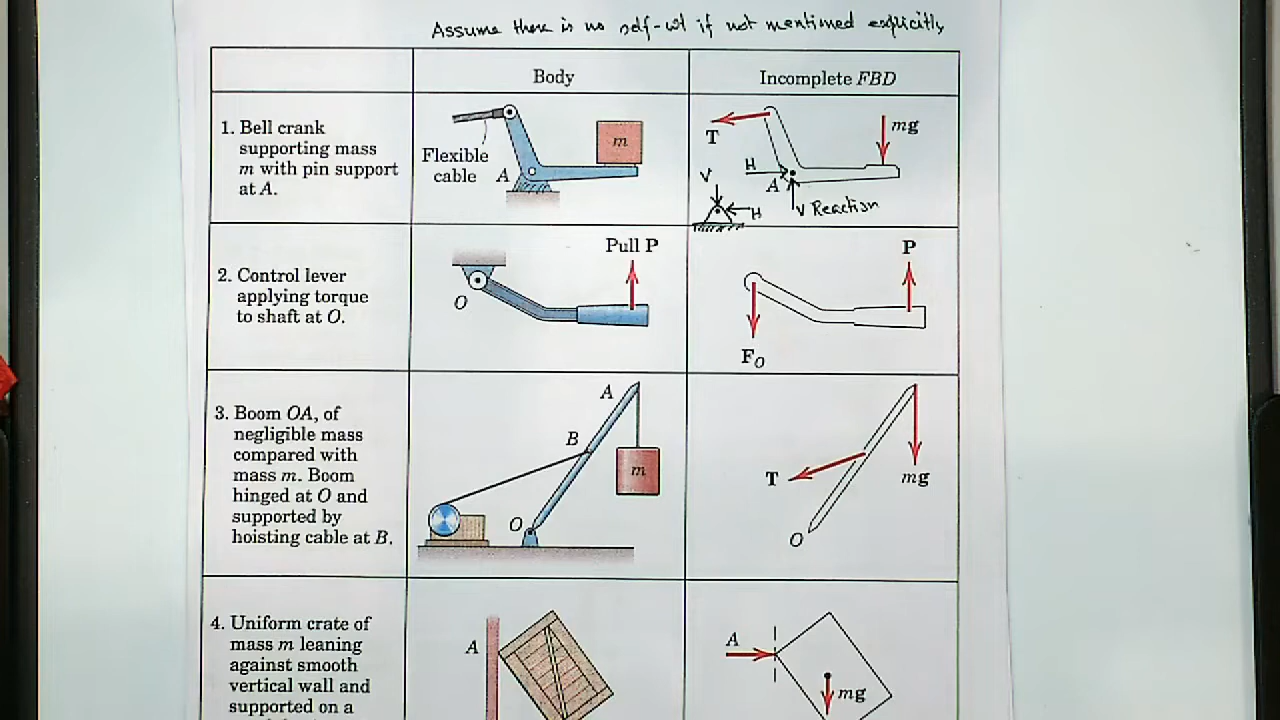 Assume there is no self-wt if not mentioned explicitly
Body
Incomplete FBD
1. Bell crank
supporting mass
m with pin support
at A.
Flexible
cable
A
m
T
mg
H
A
V
H
V Reaction
2. Control lever
applying torque
to shaft at O.
Pull P
O
P
F_O
3. Boom OA, of
negligible mass
compared with
mass m. Boom
hinged at O and
supported by
hoisting cable at B.
A
B
m
O
T
mg
O
4. Uniform crate of
mass m leaning
against smooth
vertical wall and
supported on a
A
A
mg